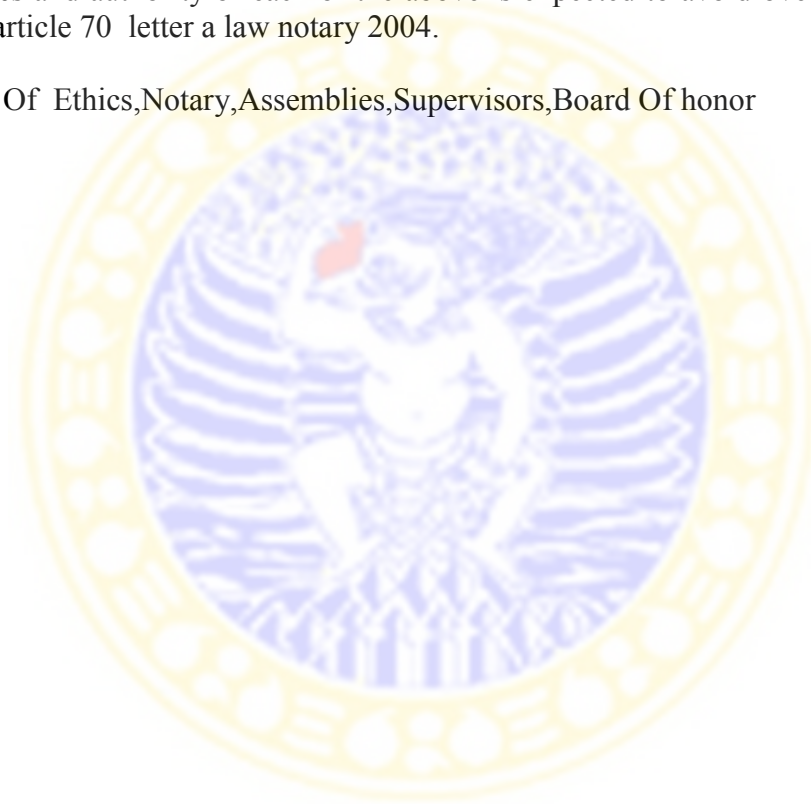 article 70 letter a law notary 2004.
Of Ethics,Notary,Assemblies,Supervisors,Board Of honor